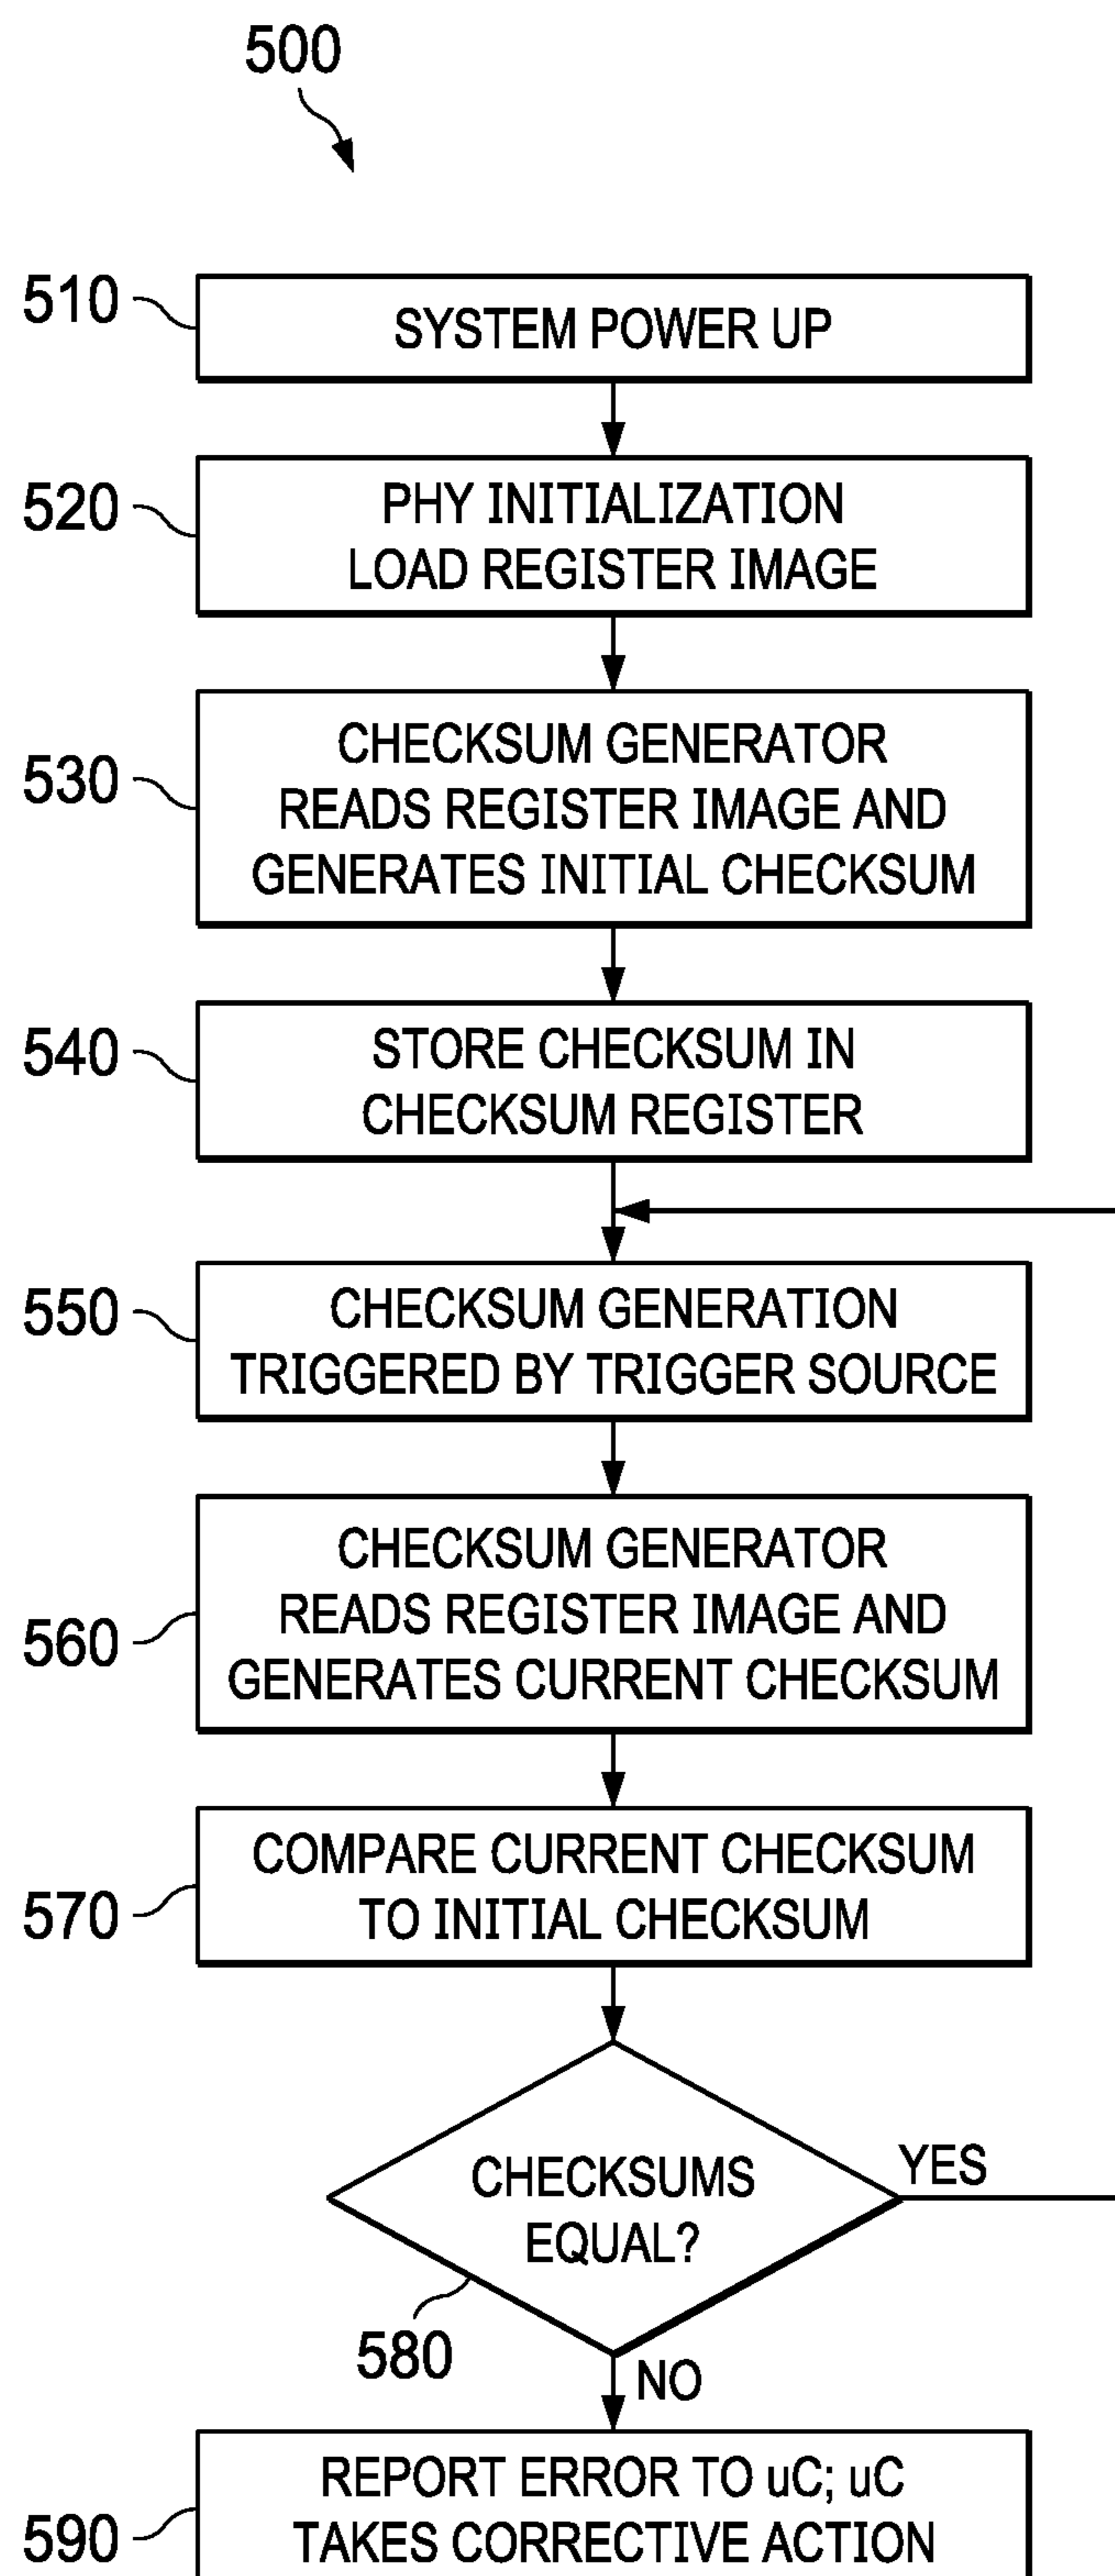 500
510
SYSTEM POWER UP
520
PHY INITIALIZATION
LOAD REGISTER IMAGE
530
CHECKSUM GENERATOR
READS REGISTER IMAGE AND
GENERATES INITIAL CHECKSUM
540
STORE CHECKSUM IN
CHECKSUM REGISTER
550
CHECKSUM GENERATION
TRIGGERED BY TRIGGER SOURCE
560
CHECKSUM GENERATOR
READS REGISTER IMAGE AND
GENERATES CURRENT CHECKSUM
570
COMPARE CURRENT CHECKSUM
TO INITIAL CHECKSUM
CHECKSUMS
EQUAL?
YES
580
NO
590
REPORT ERROR TO uC; uC
TAKES CORRECTIVE ACTION